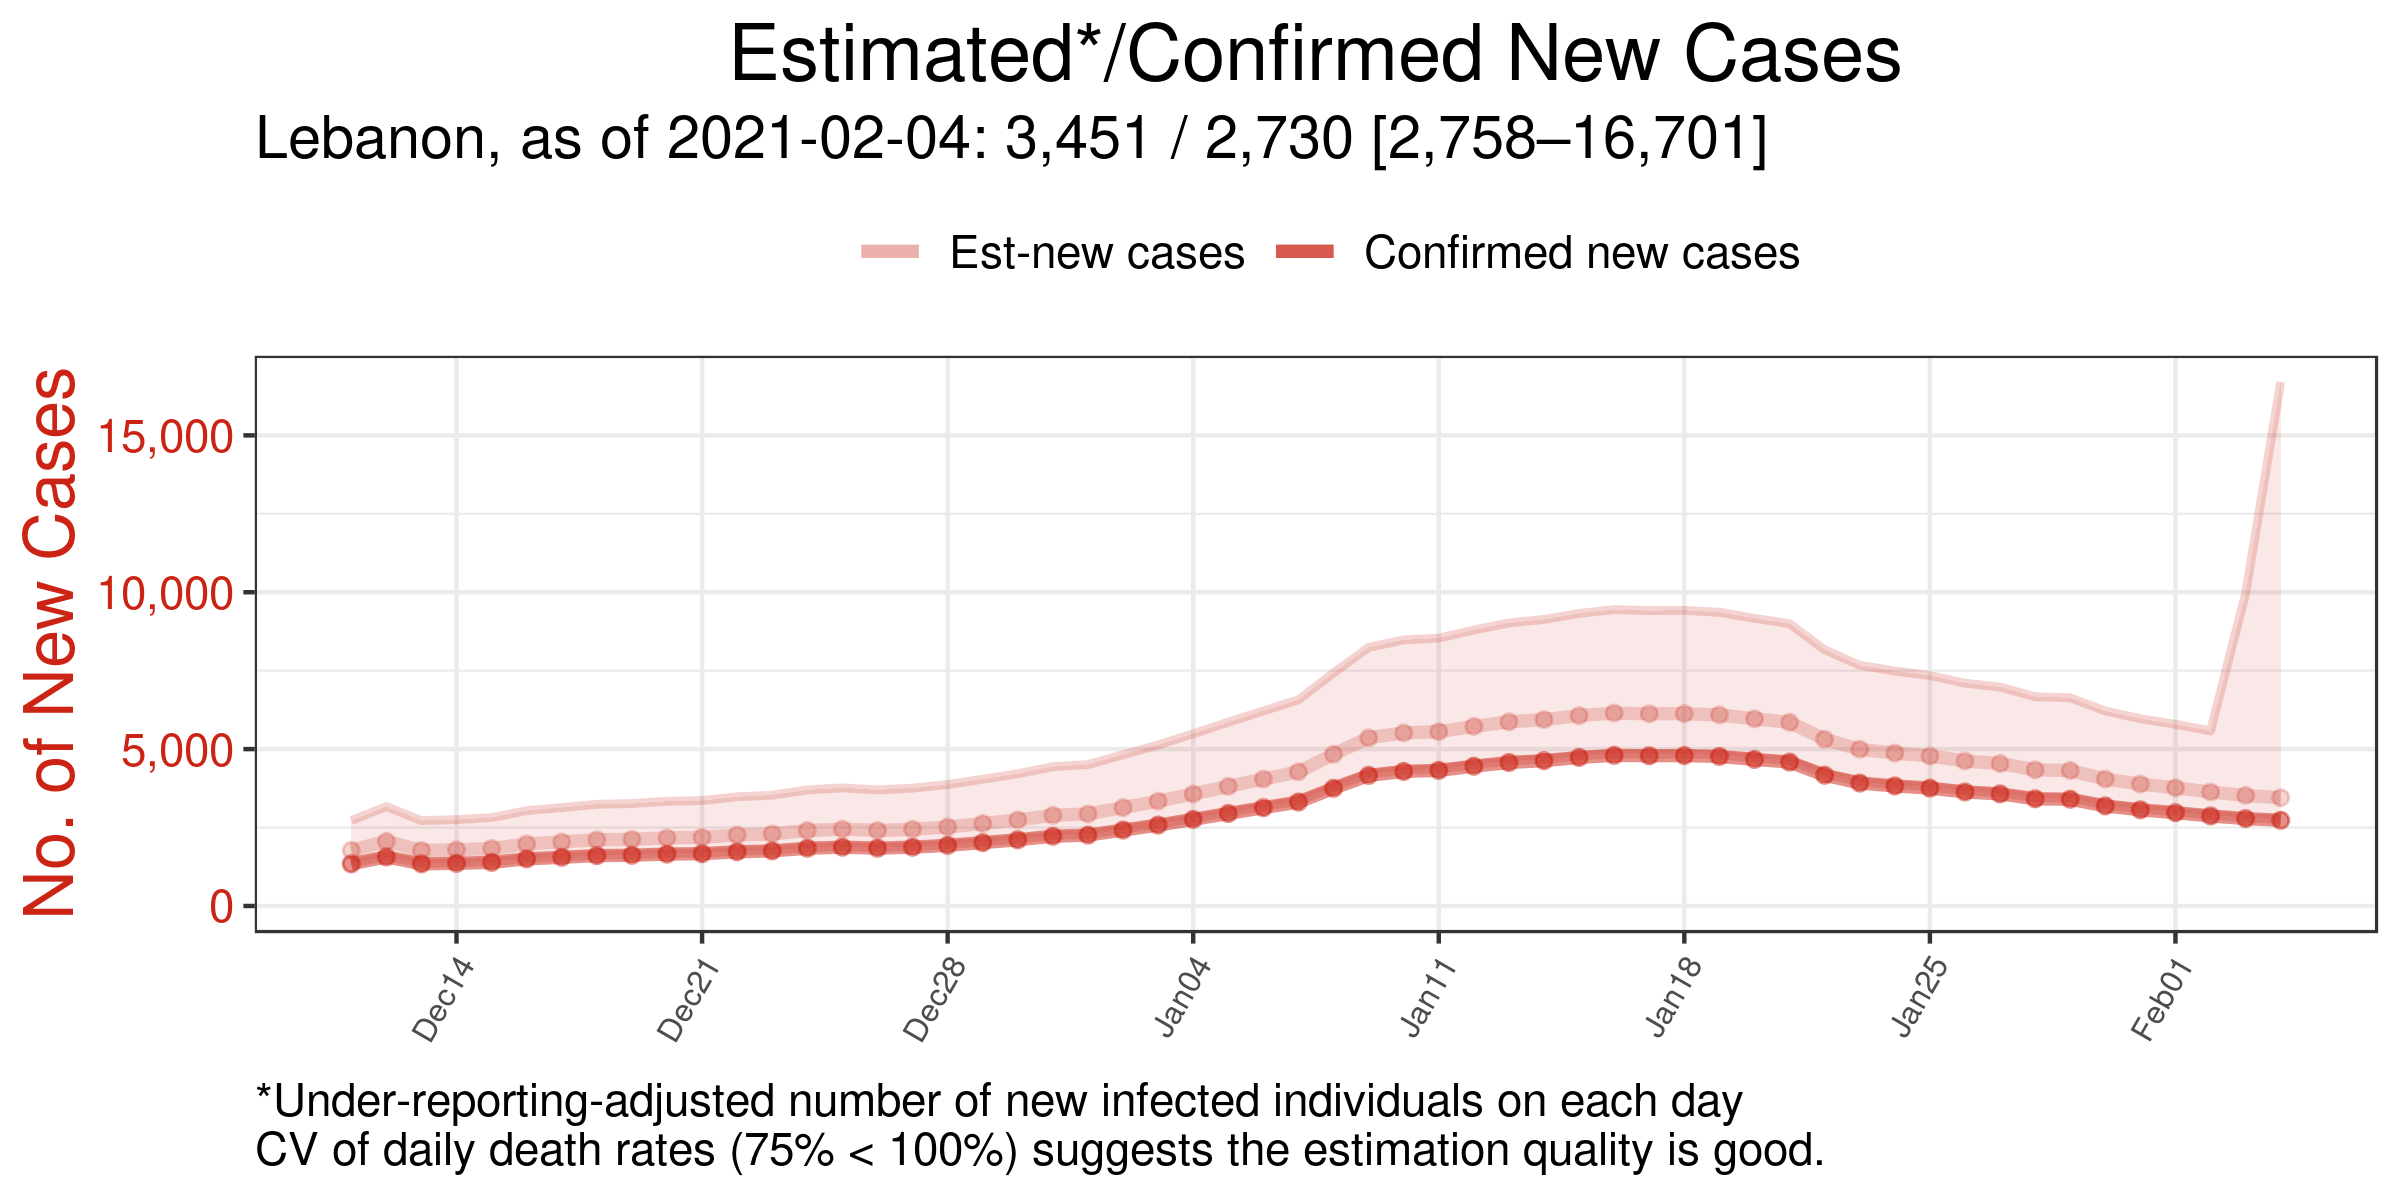 Estimated*/Confirmed New Cases
Lebanon, as of 2021-02-04: 3,451 / 2,730 [2,758–16,701]
Est-new cases
Confirmed new cases
No. of New Cases
15,000
10,000
5,000
0
Dec14
Dec21
Dec28
Jan04
Jan11
Jan18
Jan25
Feb01
*Under-reporting-adjusted number of new infected individuals on each day
CV of daily death rates (75% < 100%) suggests the estimation quality is good.